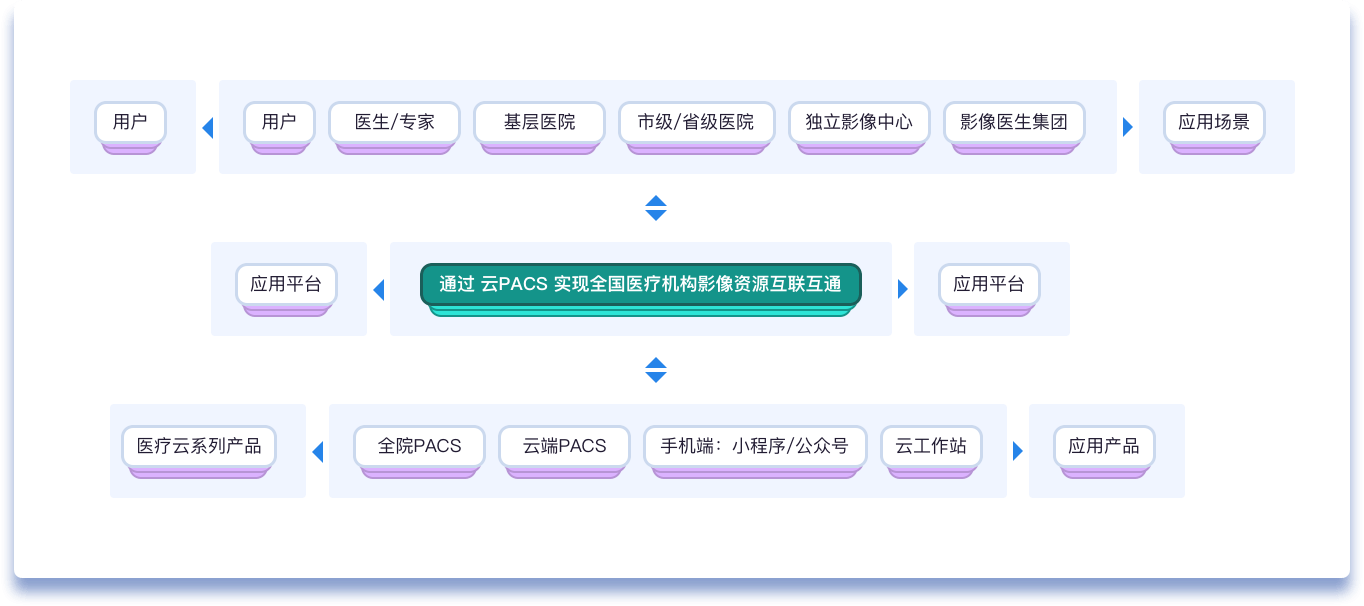 用户
用户
医生/专家
基层医院
市级/省级医院
独立影像中心
影像医生集团
应用场景
应用平台
通过 云PACS 实现全国医疗机构影像资源互联互通
应用平台
医疗云系列产品
全院PACS
云端PACS
手机端：小程序/公众号
云工作站
应用产品